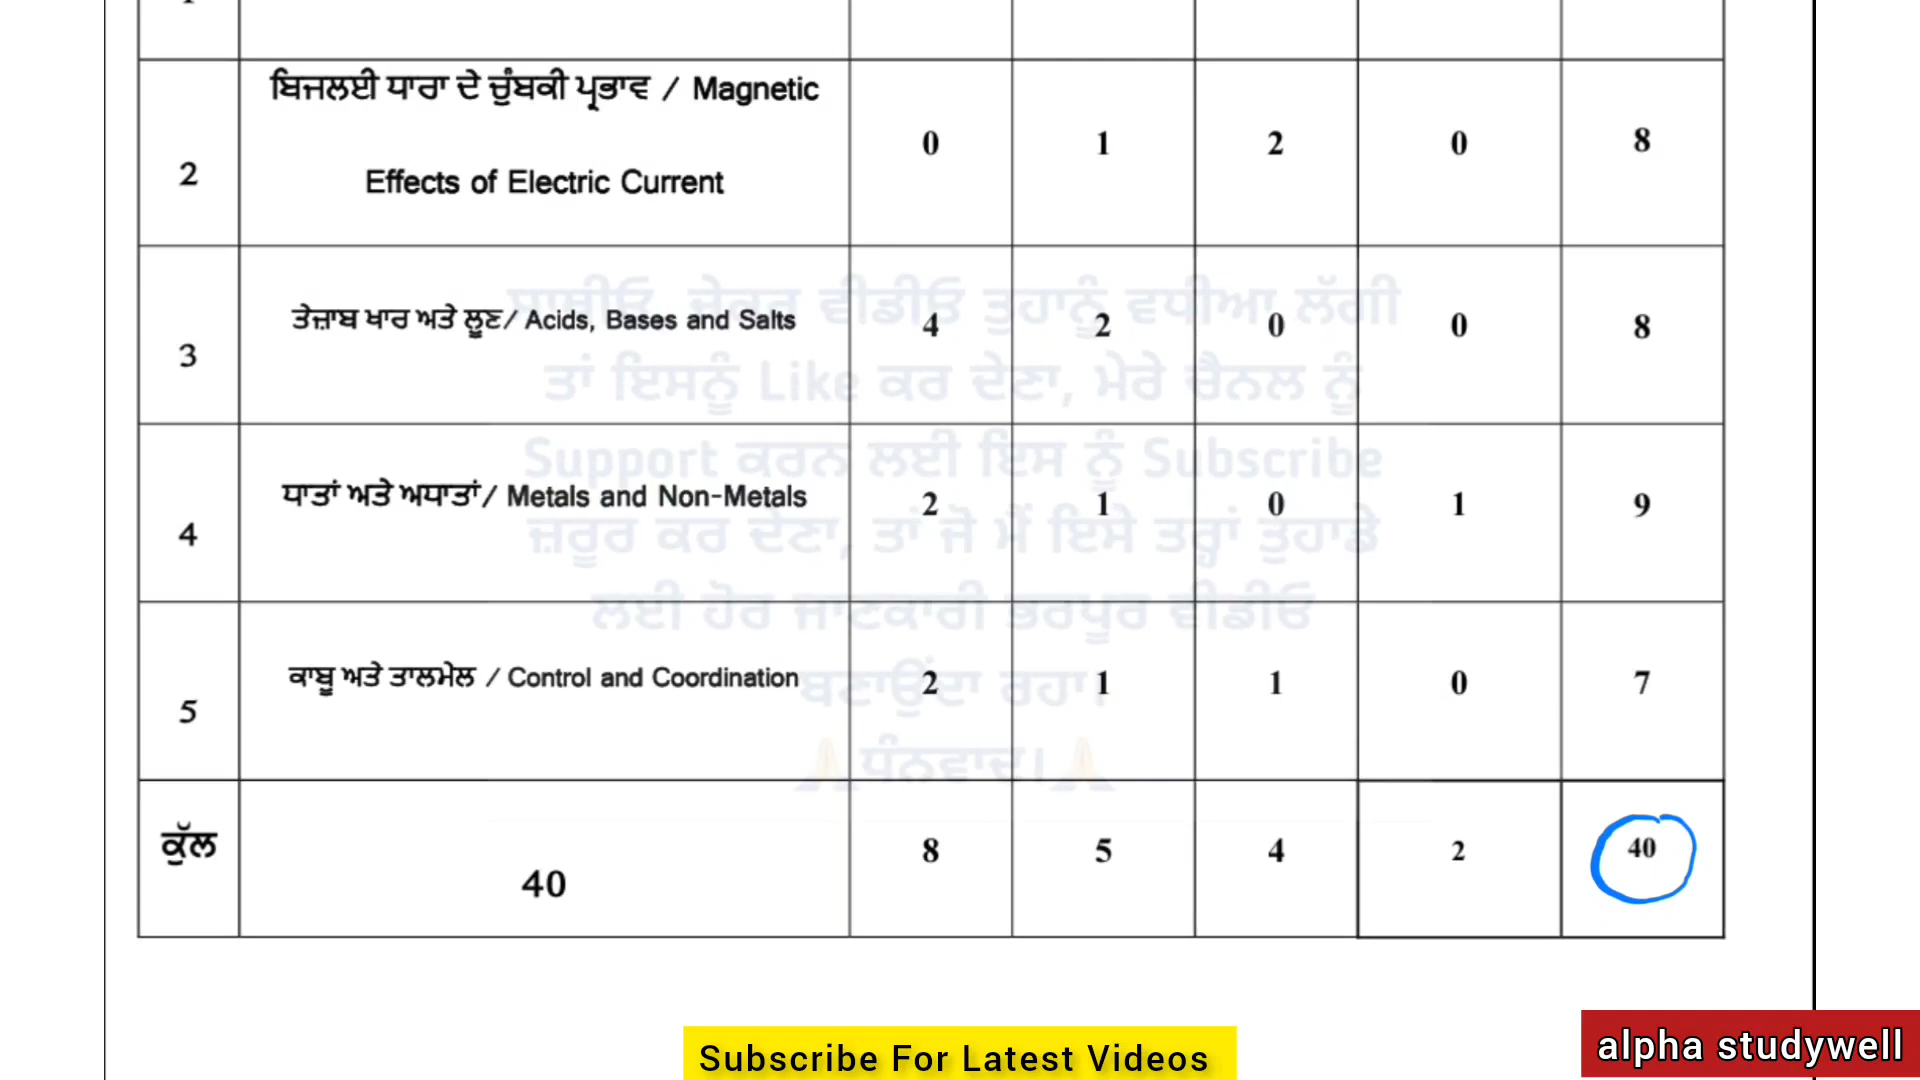 ਬਿਜਲਈ ਧਾਰਾ ਦੇ ਚੁੰਬਕੀ ਪ੍ਰਭਾਵ / Magnetic
2 Effects of Electric Current 0 1 2 0 8
3 ਤੇਜ਼ਾਬ ਖਾਰ ਅਤੇ ਲੂਣ/ Acids, Bases and Salts 4 2 0 0 8
4 ਧਾਤਾਂ ਅਤੇ ਅਧਾਤਾਂ/ Metals and Non-Metals 2 1 0 1 9
5 ਕਾਬੂ ਅਤੇ ਤਾਲਮੇਲ / Control and Coordination 2 1 1 0 7
ਕੁੱਲ 40 8 5 4 2 40
ਸਾਥੀਓ, ਜੇਕਰ ਵੀਡੀਓ ਤੁਹਾਨੂੰ ਵਧੀਆ ਲੱਗੀ
ਤਾਂ ਇਸਨੂੰ Like ਕਰ ਦੇਣਾ, ਮੇਰੇ ਚੈਨਲ ਨੂੰ
Support ਕਰਨ ਲਈ ਇਸ ਨੂੰ Subscribe
ਜ਼ਰੂਰ ਕਰ ਦੇਣਾ, ਤਾਂ ਜੋ ਮੈਂ ਇਸੇ ਤਰ੍ਹਾਂ ਤੁਹਾਡੇ
ਲਈ ਹੋਰ ਜਾਣਕਾਰੀ ਭਰਪੂਰ ਵੀਡੀਓ
ਬਣਾਉਂਦਾ ਰਹਾਂ।
🙏ਧੰਨਵਾਦ।🙏
Subscribe For Latest Videos
alpha studywell